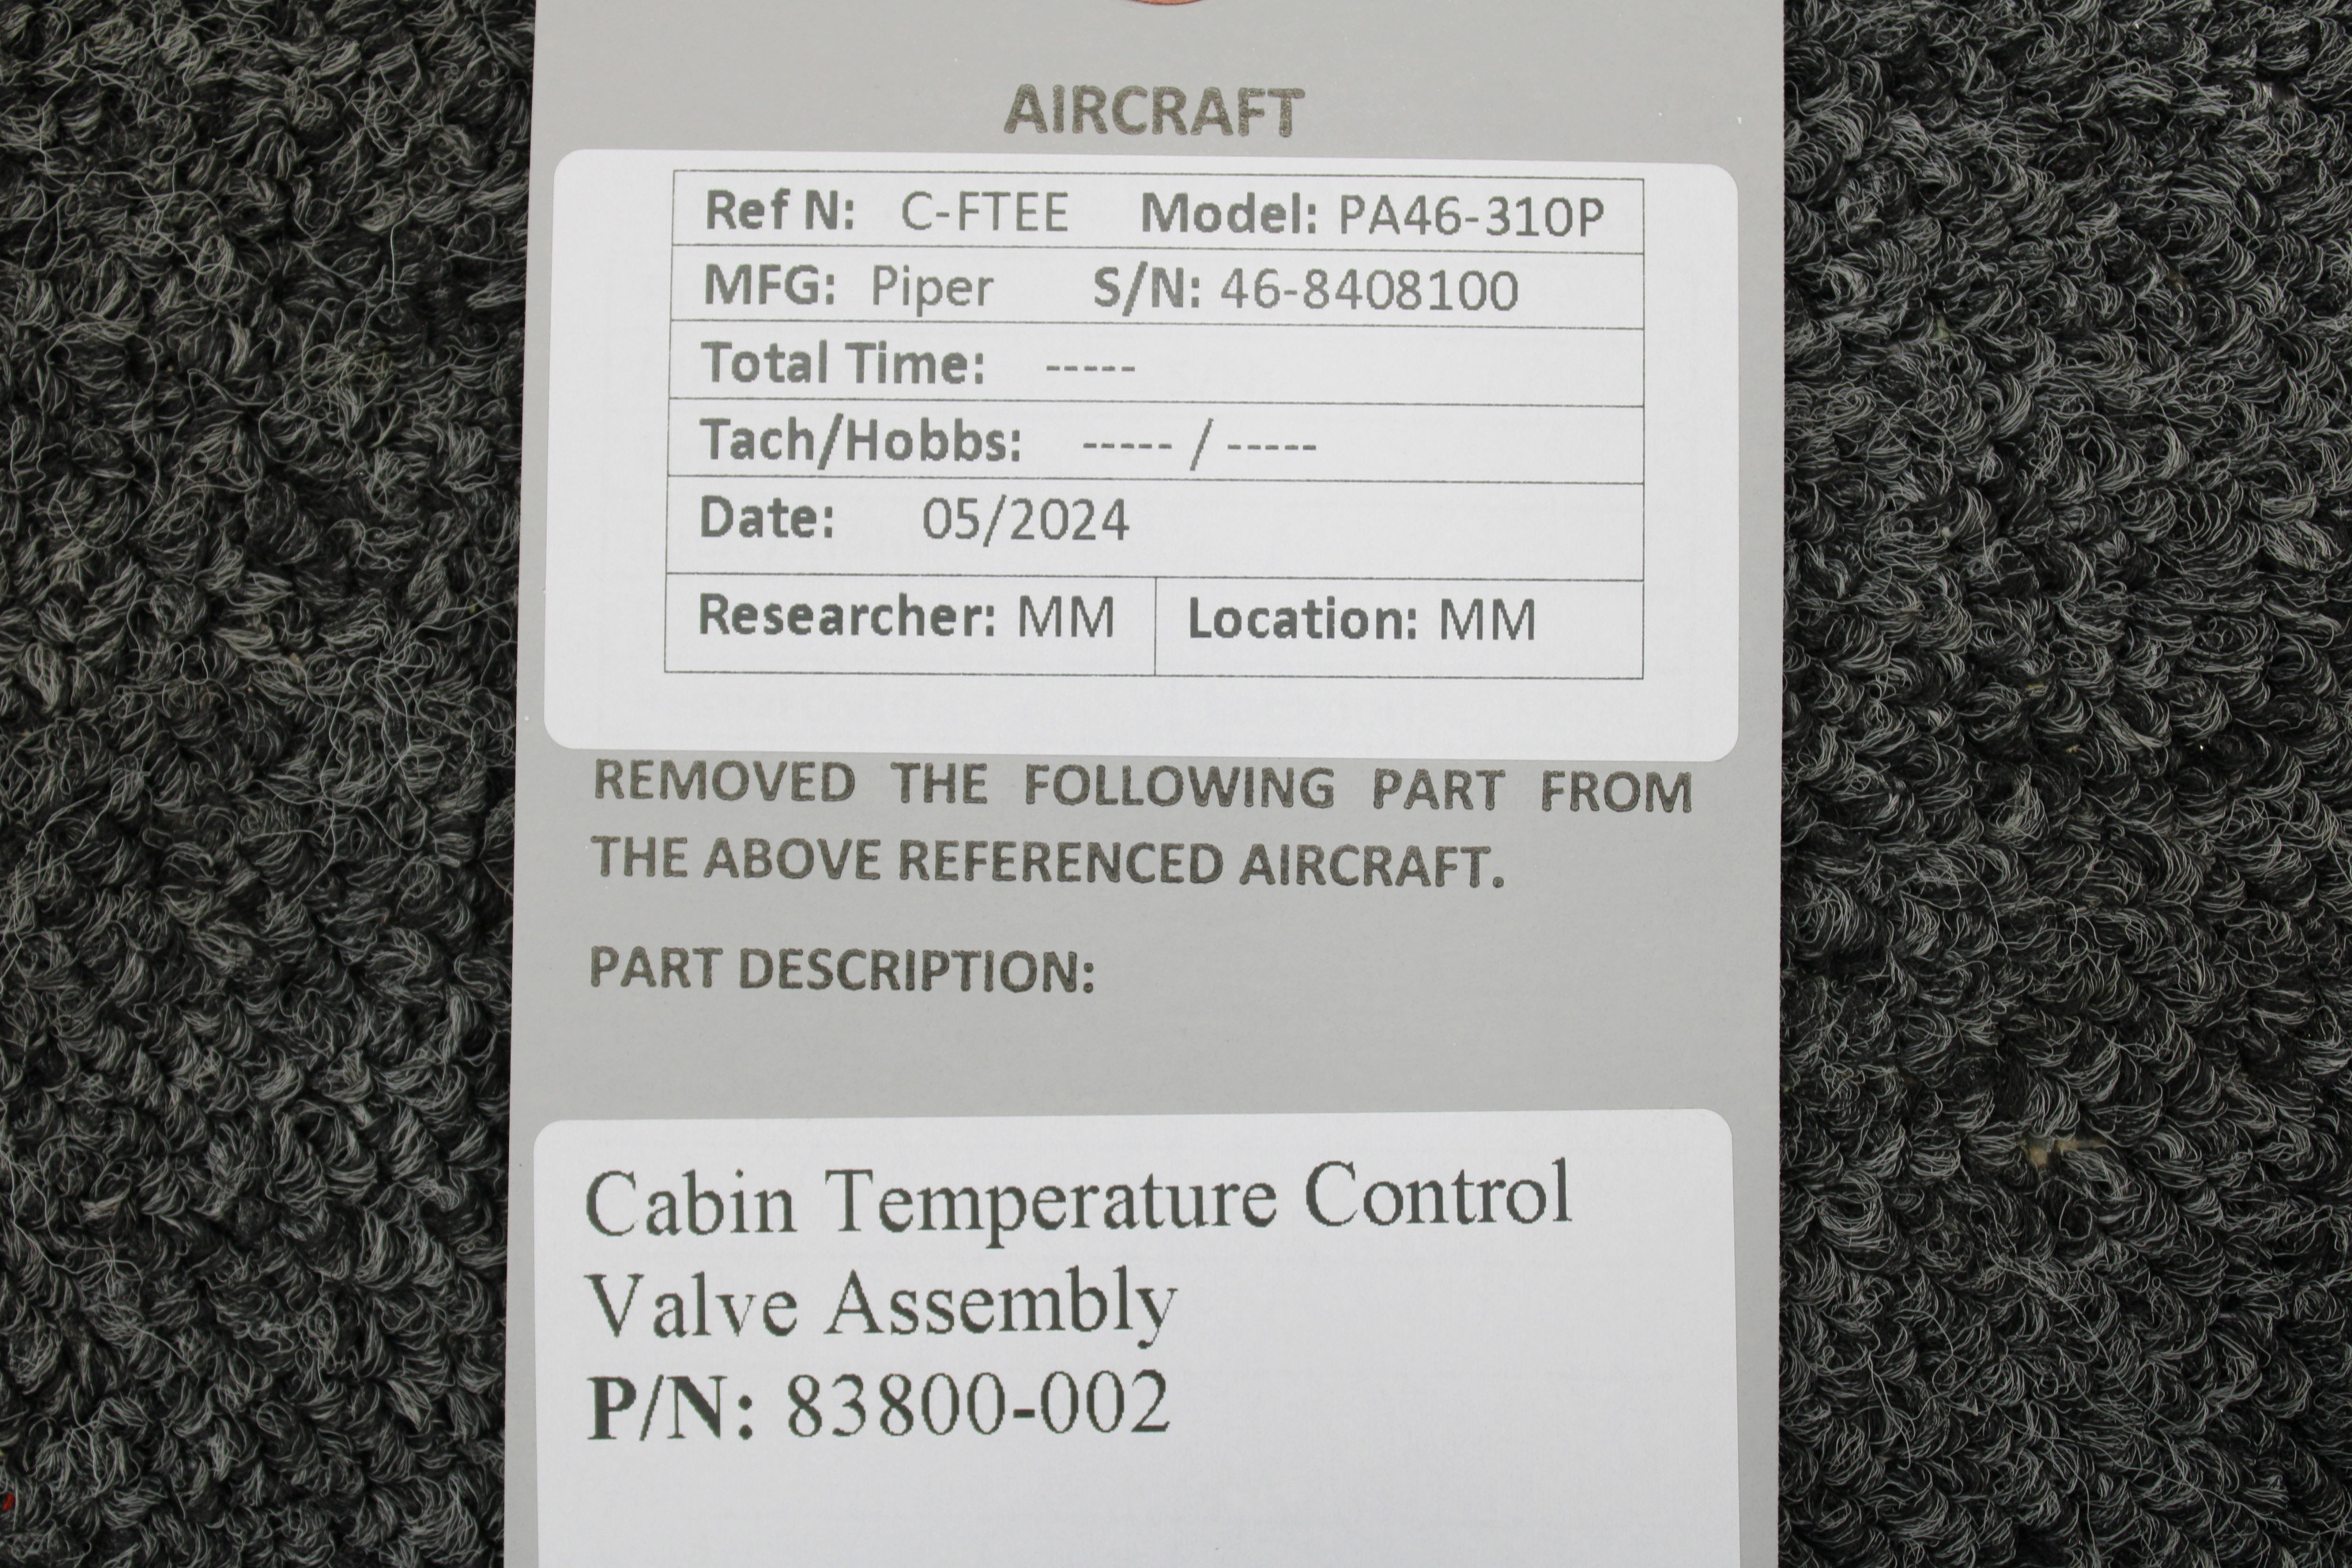 AIRCRAFT
Ref N: C-FTEE Model: PA46-310P
MFG: Piper S/N: 46-8408100
Total Time: -----
Tach/Hobbs: ----- / -----
Date: 05/2024
Researcher: MM Location: MM
REMOVED THE FOLLOWING PART FROM
THE ABOVE REFERENCED AIRCRAFT.
PART DESCRIPTION:
Cabin Temperature Control
Valve Assembly
P/N: 83800-002